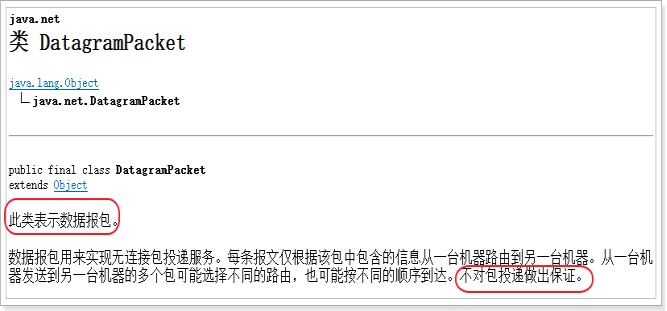 java.net
类 DatagramPacket
java.lang.Object
java.net.DatagramPacket
public final class DatagramPacket
extends Object
此类表示数据报包。
数据报包用来实现无连接包投递服务。每条报文仅根据该包中包含的信息从一台机器路由到另一台机器。从一台机
器发送到另一台机器的多个包可能选择不同的路由，也可能按不同的顺序到达。不对包投递做出保证。